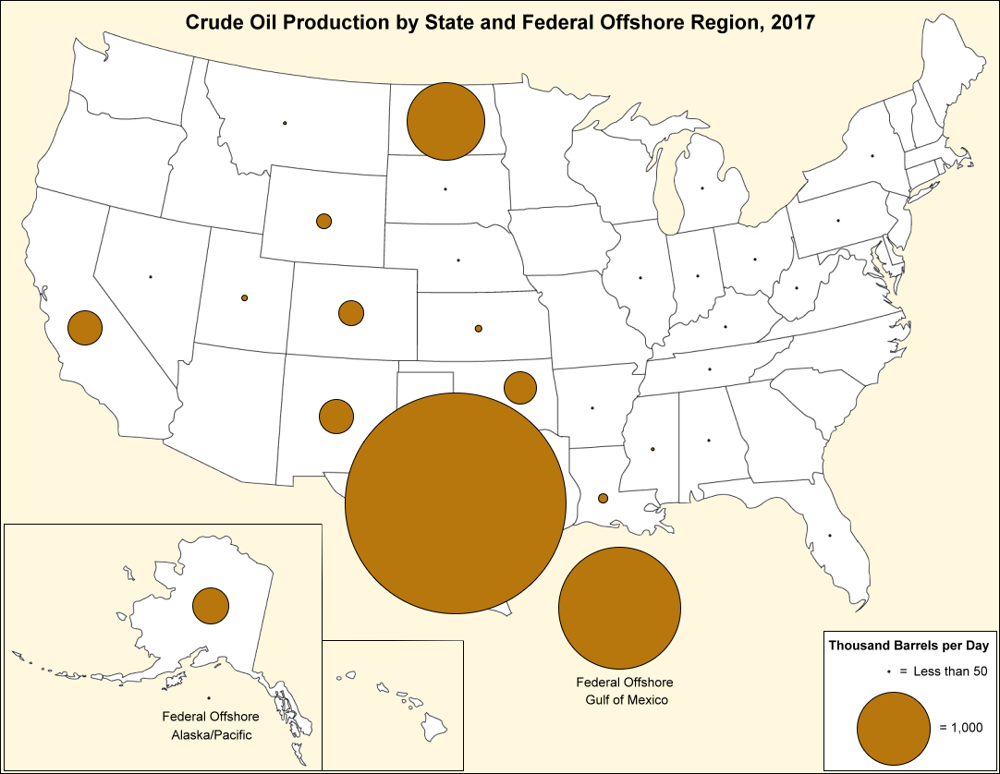 Crude Oil Production by State and Federal Offshore Region, 2017
Federal Offshore
Gulf of Mexico
Federal Offshore
Alaska/Pacific
Thousand Barrels per Day
= Less than 50
= 1,000